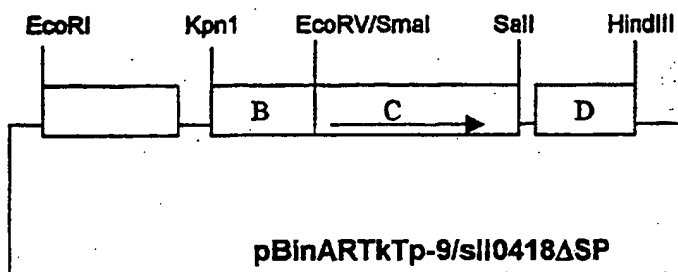 EcoRI Kpn1 EcoRV/SmaI SalI HindIII
B C D
pBinARTkTp-9/sll0418ΔSP